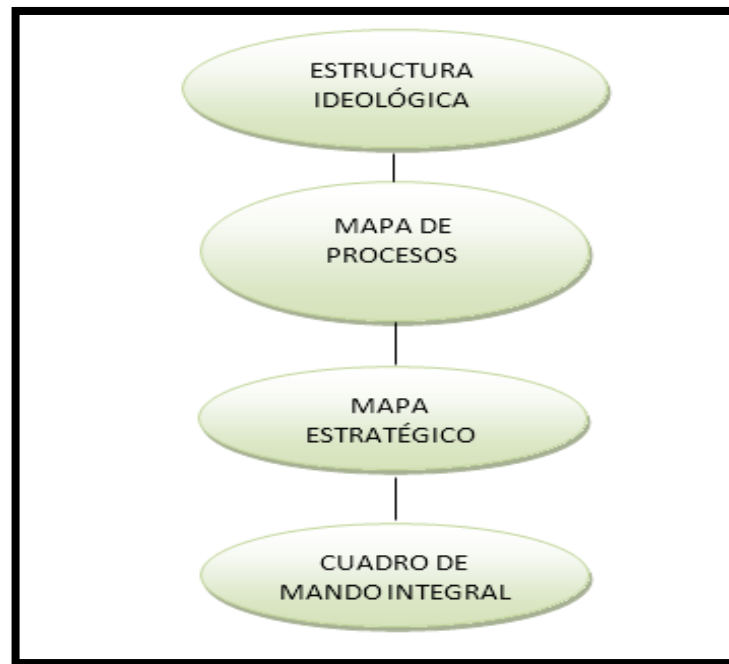 ESTRUCTURA
IDEOLÓGICA
MAPA DE
PROCESOS
MAPA
ESTRATÉGICO
CUADRO DE
MANDO INTEGRAL